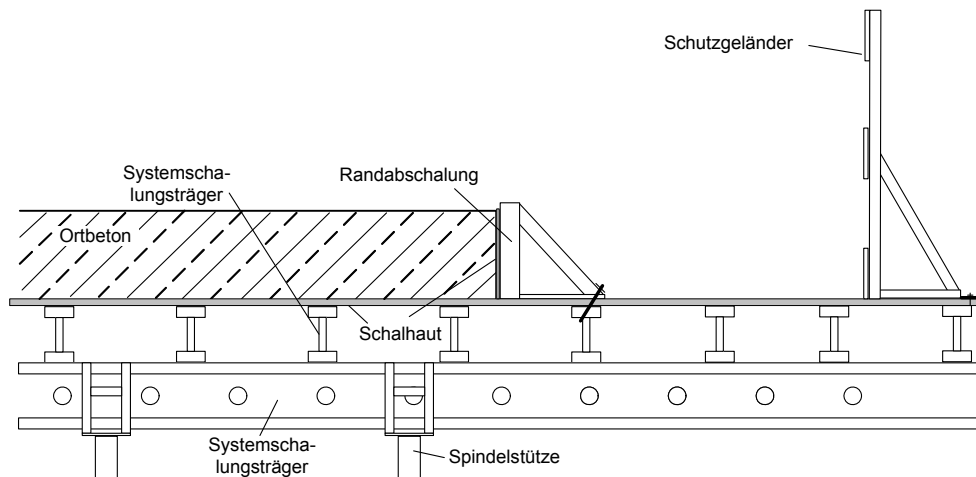 Schutzgeländer
Systemscha-
lungsträger
Randabschalung
Ortbeton
Schalhaut
Systemscha-
lungsträger
Spindelstütze